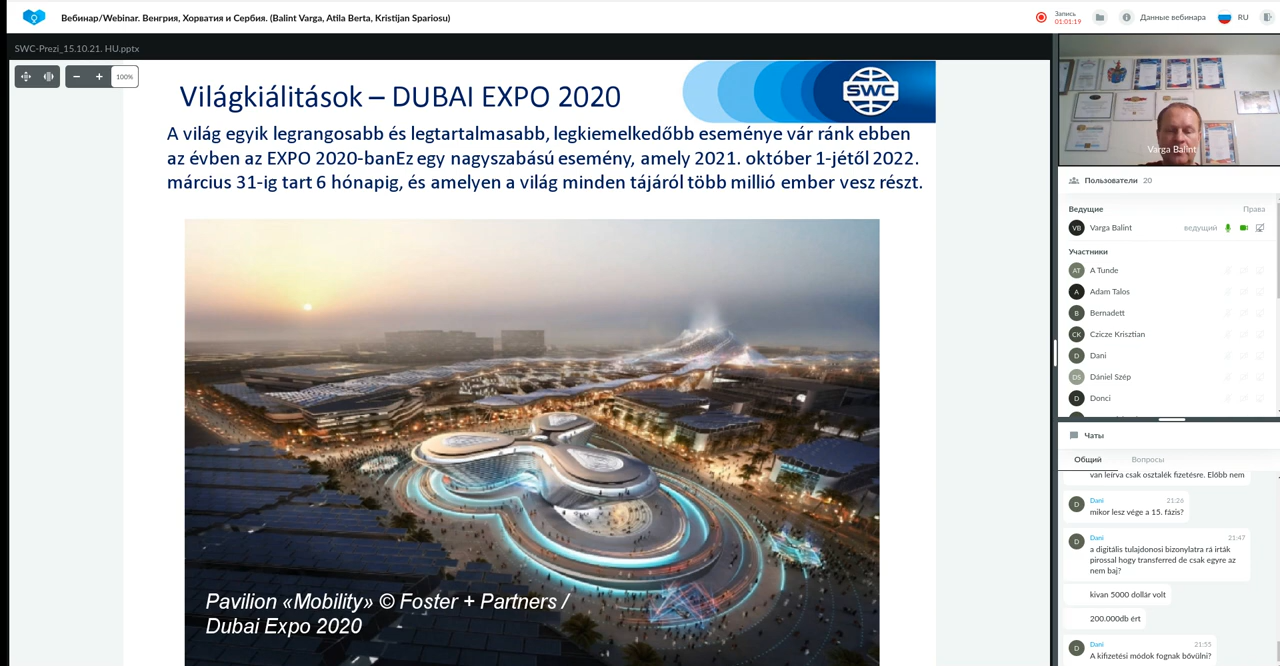 Вебинар/Webinar. Венгрия, Хорватия и Сербия. (Balint Varga, Atila Berta, Kristijan Spariosu)
Запись
01:01:19
Данные вебинара
RU
SWC-Prezi_15.10.21. HU.pptx
100%
Világkiálitások – DUBAI EXPO 2020
SWC
A világ egyik legrangosabb és legtartalmasabb, legkiemelkedőbb eseménye vár ránk ebben
az évben az EXPO 2020-banEz egy nagyszabású esemény, amely 2021. október 1-jétől 2022.
március 31-ig tart 6 hónapig, és amelyen a világ minden tájáról több millió ember vesz részt.
Pavilion «Mobility» © Foster + Partners /
Dubai Expo 2020
Varga Balint
Пользователи 20
Ведущие Права
VB Varga Balint ведущий
Участники
AT A Tunde
A Adam Talos
B Bernadett
CK Czicze Krisztian
D Dani
DS Dániel Szép
D Donci
Чаты
Общий Вопросы
van leírva csak osztalék fizetésre. Előbb nem
D Dani 21:26
mikor lesz vége a 15. fázis?
D Dani 21:47
a digitális tulajdonosi bizonylatra rá írták
pirossal hogy transferred de csak egyre az
nem baj?
kivan 5000 dollár volt
200.000db ért
D Dani 21:55
A kifizetési módok fognak bővülni?